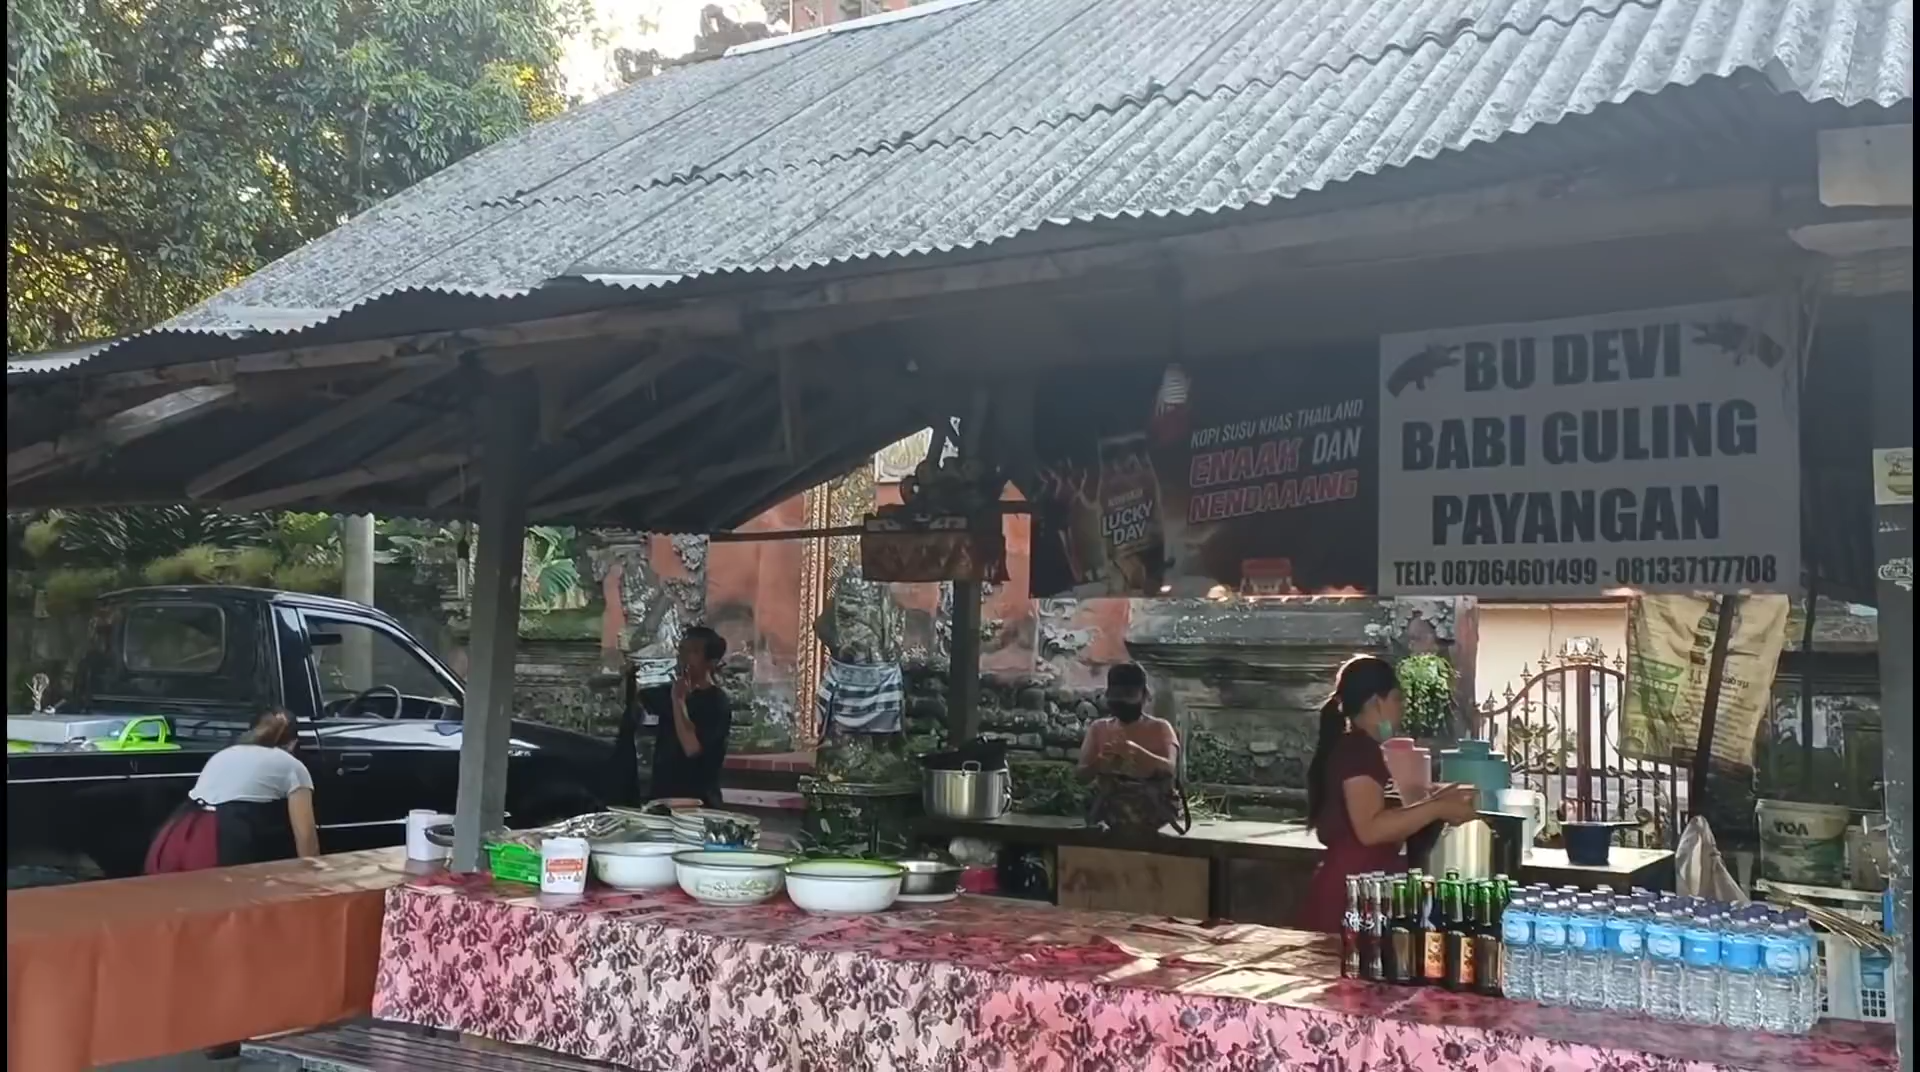 KOPI SUSU KHAS THAILAND
ENAAK DAN
NENDAAANG
LUCKY
DAY
BU DEVI
BABI GULING
PAYANGAN
TELP. 087864601499 - 081337177708